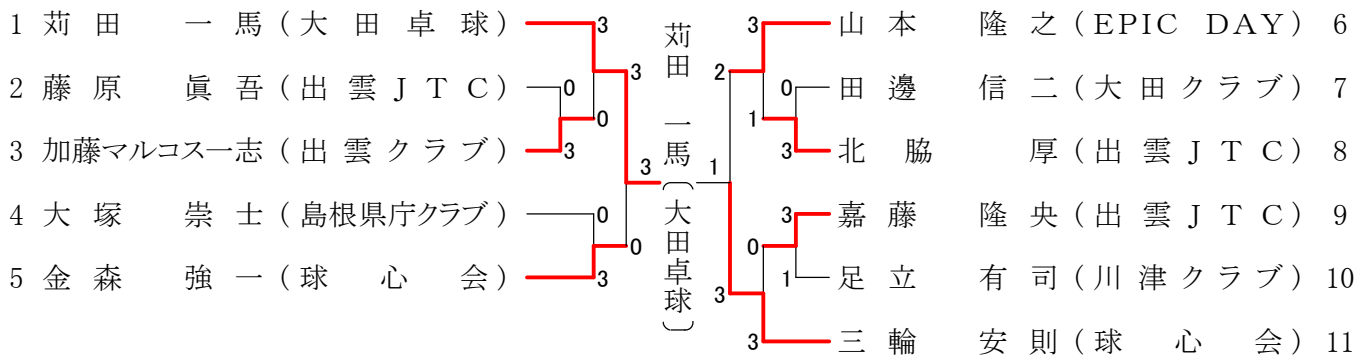 1 苅田 一馬 (大田卓球) 3
2 藤原 眞吾 (出雲JTC) 0
3 加藤マルコス一志 (出雲クラブ) 3
4 大塚 崇士 (島根県庁クラブ) 0
5 金森 強一 (球心会) 3
3
0
0
3
苅田 一馬 (大田卓球)
1
2
1
0
3
3 山本 隆之 (EPIC DAY) 6
0 田邊 信二 (大田クラブ) 7
3 北脇 厚 (出雲JTC) 8
3 嘉藤 隆央 (出雲JTC) 9
1 足立 有司 (川津クラブ) 10
3 三輪 安則 (球心会) 11